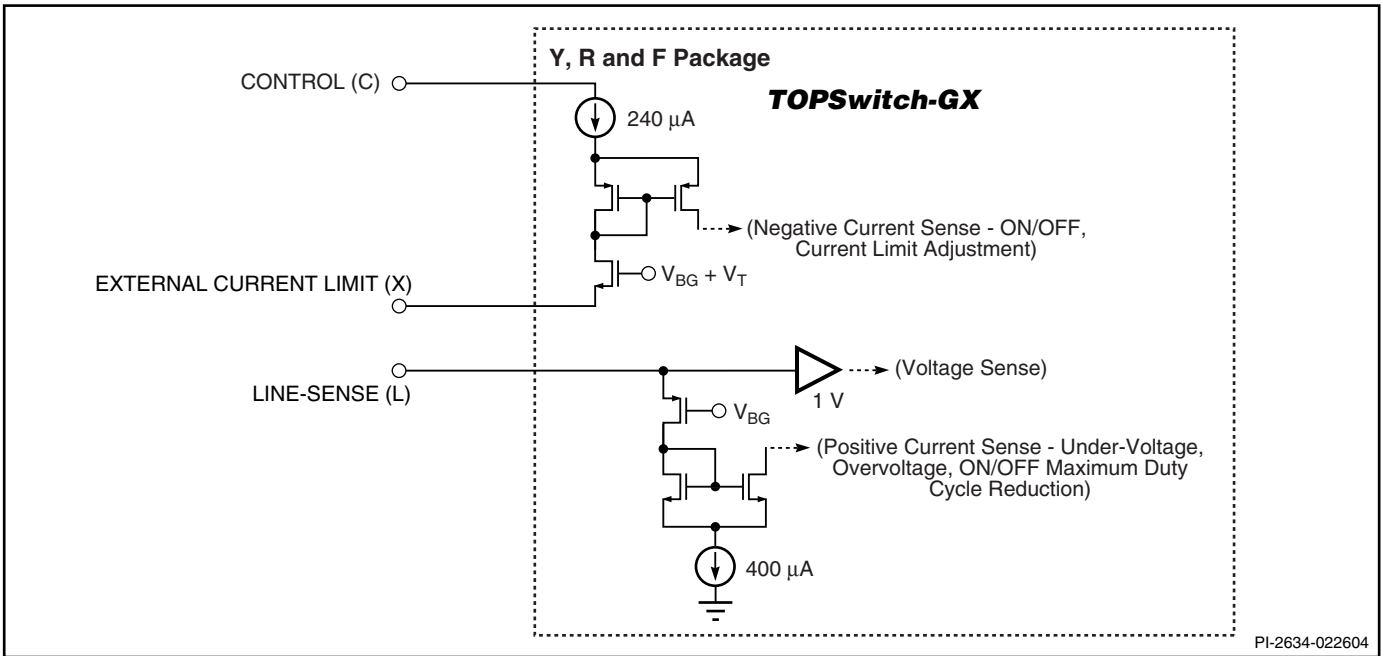 Y, R and F Package
CONTROL (C)
TOPSwitch-GX
240 μA
(Negative Current Sense - ON/OFF,
Current Limit Adjustment)
V_BG + V_T
EXTERNAL CURRENT LIMIT (X)
(Voltage Sense)
LINE-SENSE (L)
1 V
V_BG
(Positive Current Sense - Under-Voltage,
Overvoltage, ON/OFF Maximum Duty
Cycle Reduction)
400 μA
PI-2634-022604